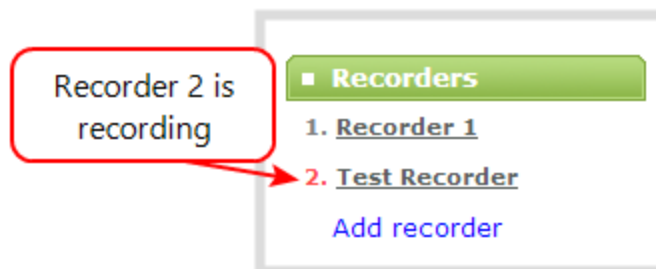 Recorder 2 is
recording
Recorders
1. Recorder 1
2. Test Recorder
Add recorder